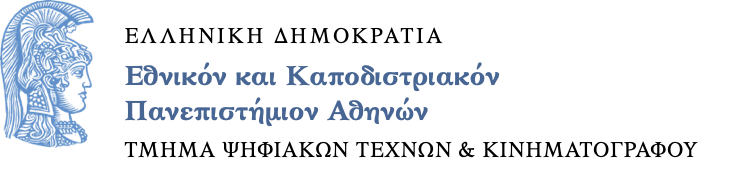 ΕΛΛΗΝΙΚΗ ΔΗΜΟΚΡΑΤΙΑ
Εθνικόν και Καποδιστριακόν
Πανεπιστήμιον Αθηνών
ΤΜΗΜΑ ΨΗΦΙΑΚΩΝ ΤΕΧΝΩΝ & ΚΙΝΗΜΑΤΟΓΡΑΦΟΥ